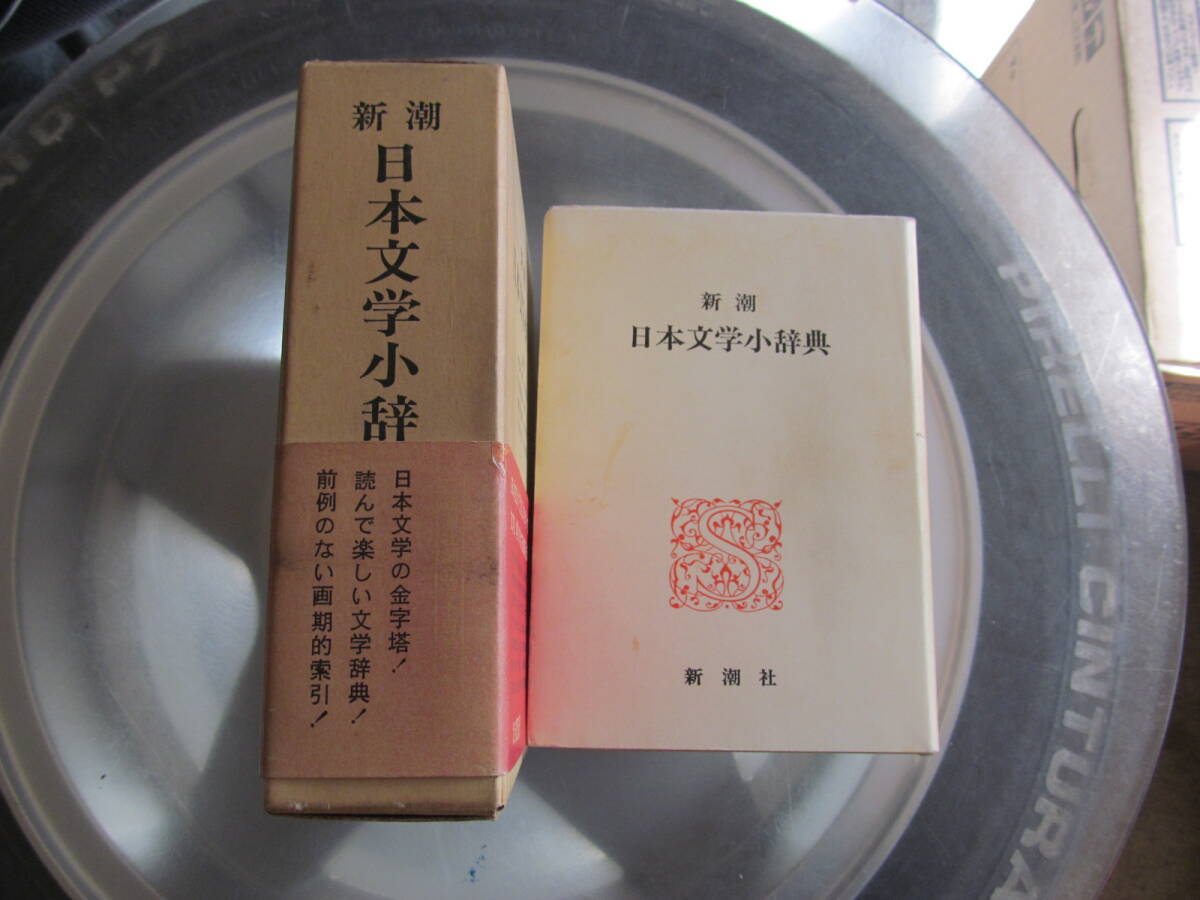 新潮
日本文学小辞
日本文学の金字塔！
読んで楽しい文学辞典！
前例のない画期的索引！
新潮
日本文学小辞典
S
新潮社
PIRELLI CINTURA
P7